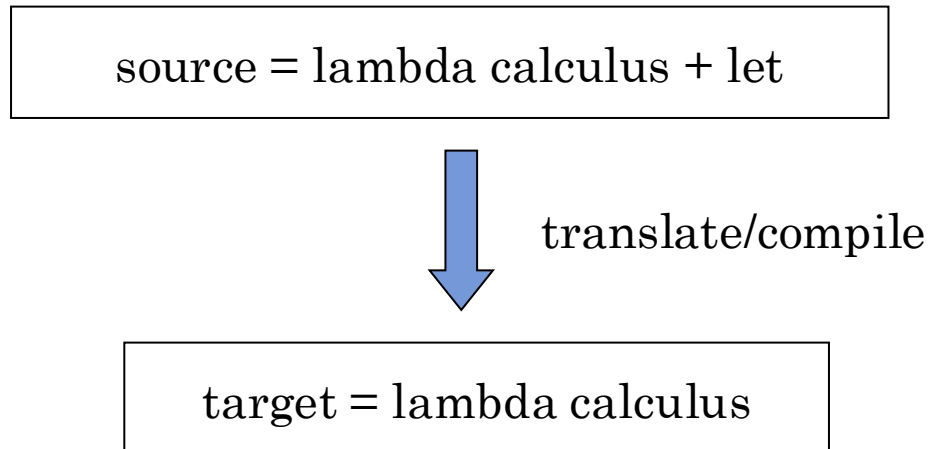 source = lambda calculus + let
translate/compile
target = lambda calculus